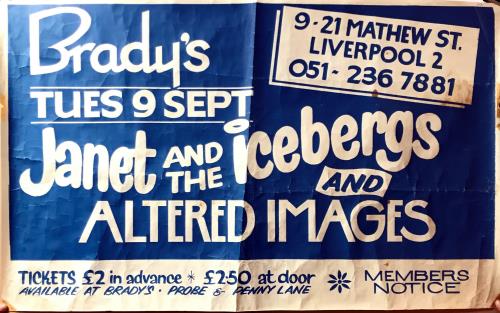 Brady's
9-21 MATHEW ST.
LIVERPOOL 2
051-236 7881
TUES 9 SEPT
Janet AND THE icebergs
AND
ALTERED IMAGES
TICKETS £2 in advance * £2·50 at door
AVAILABLE AT BRADY'S · PROBE & PENNY LANE
MEMBERS
NOTICE